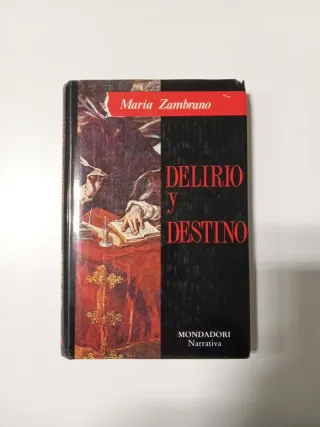 María Zambrano
DELIRIO
y
DESTINO
MONDADORI
Narrativa